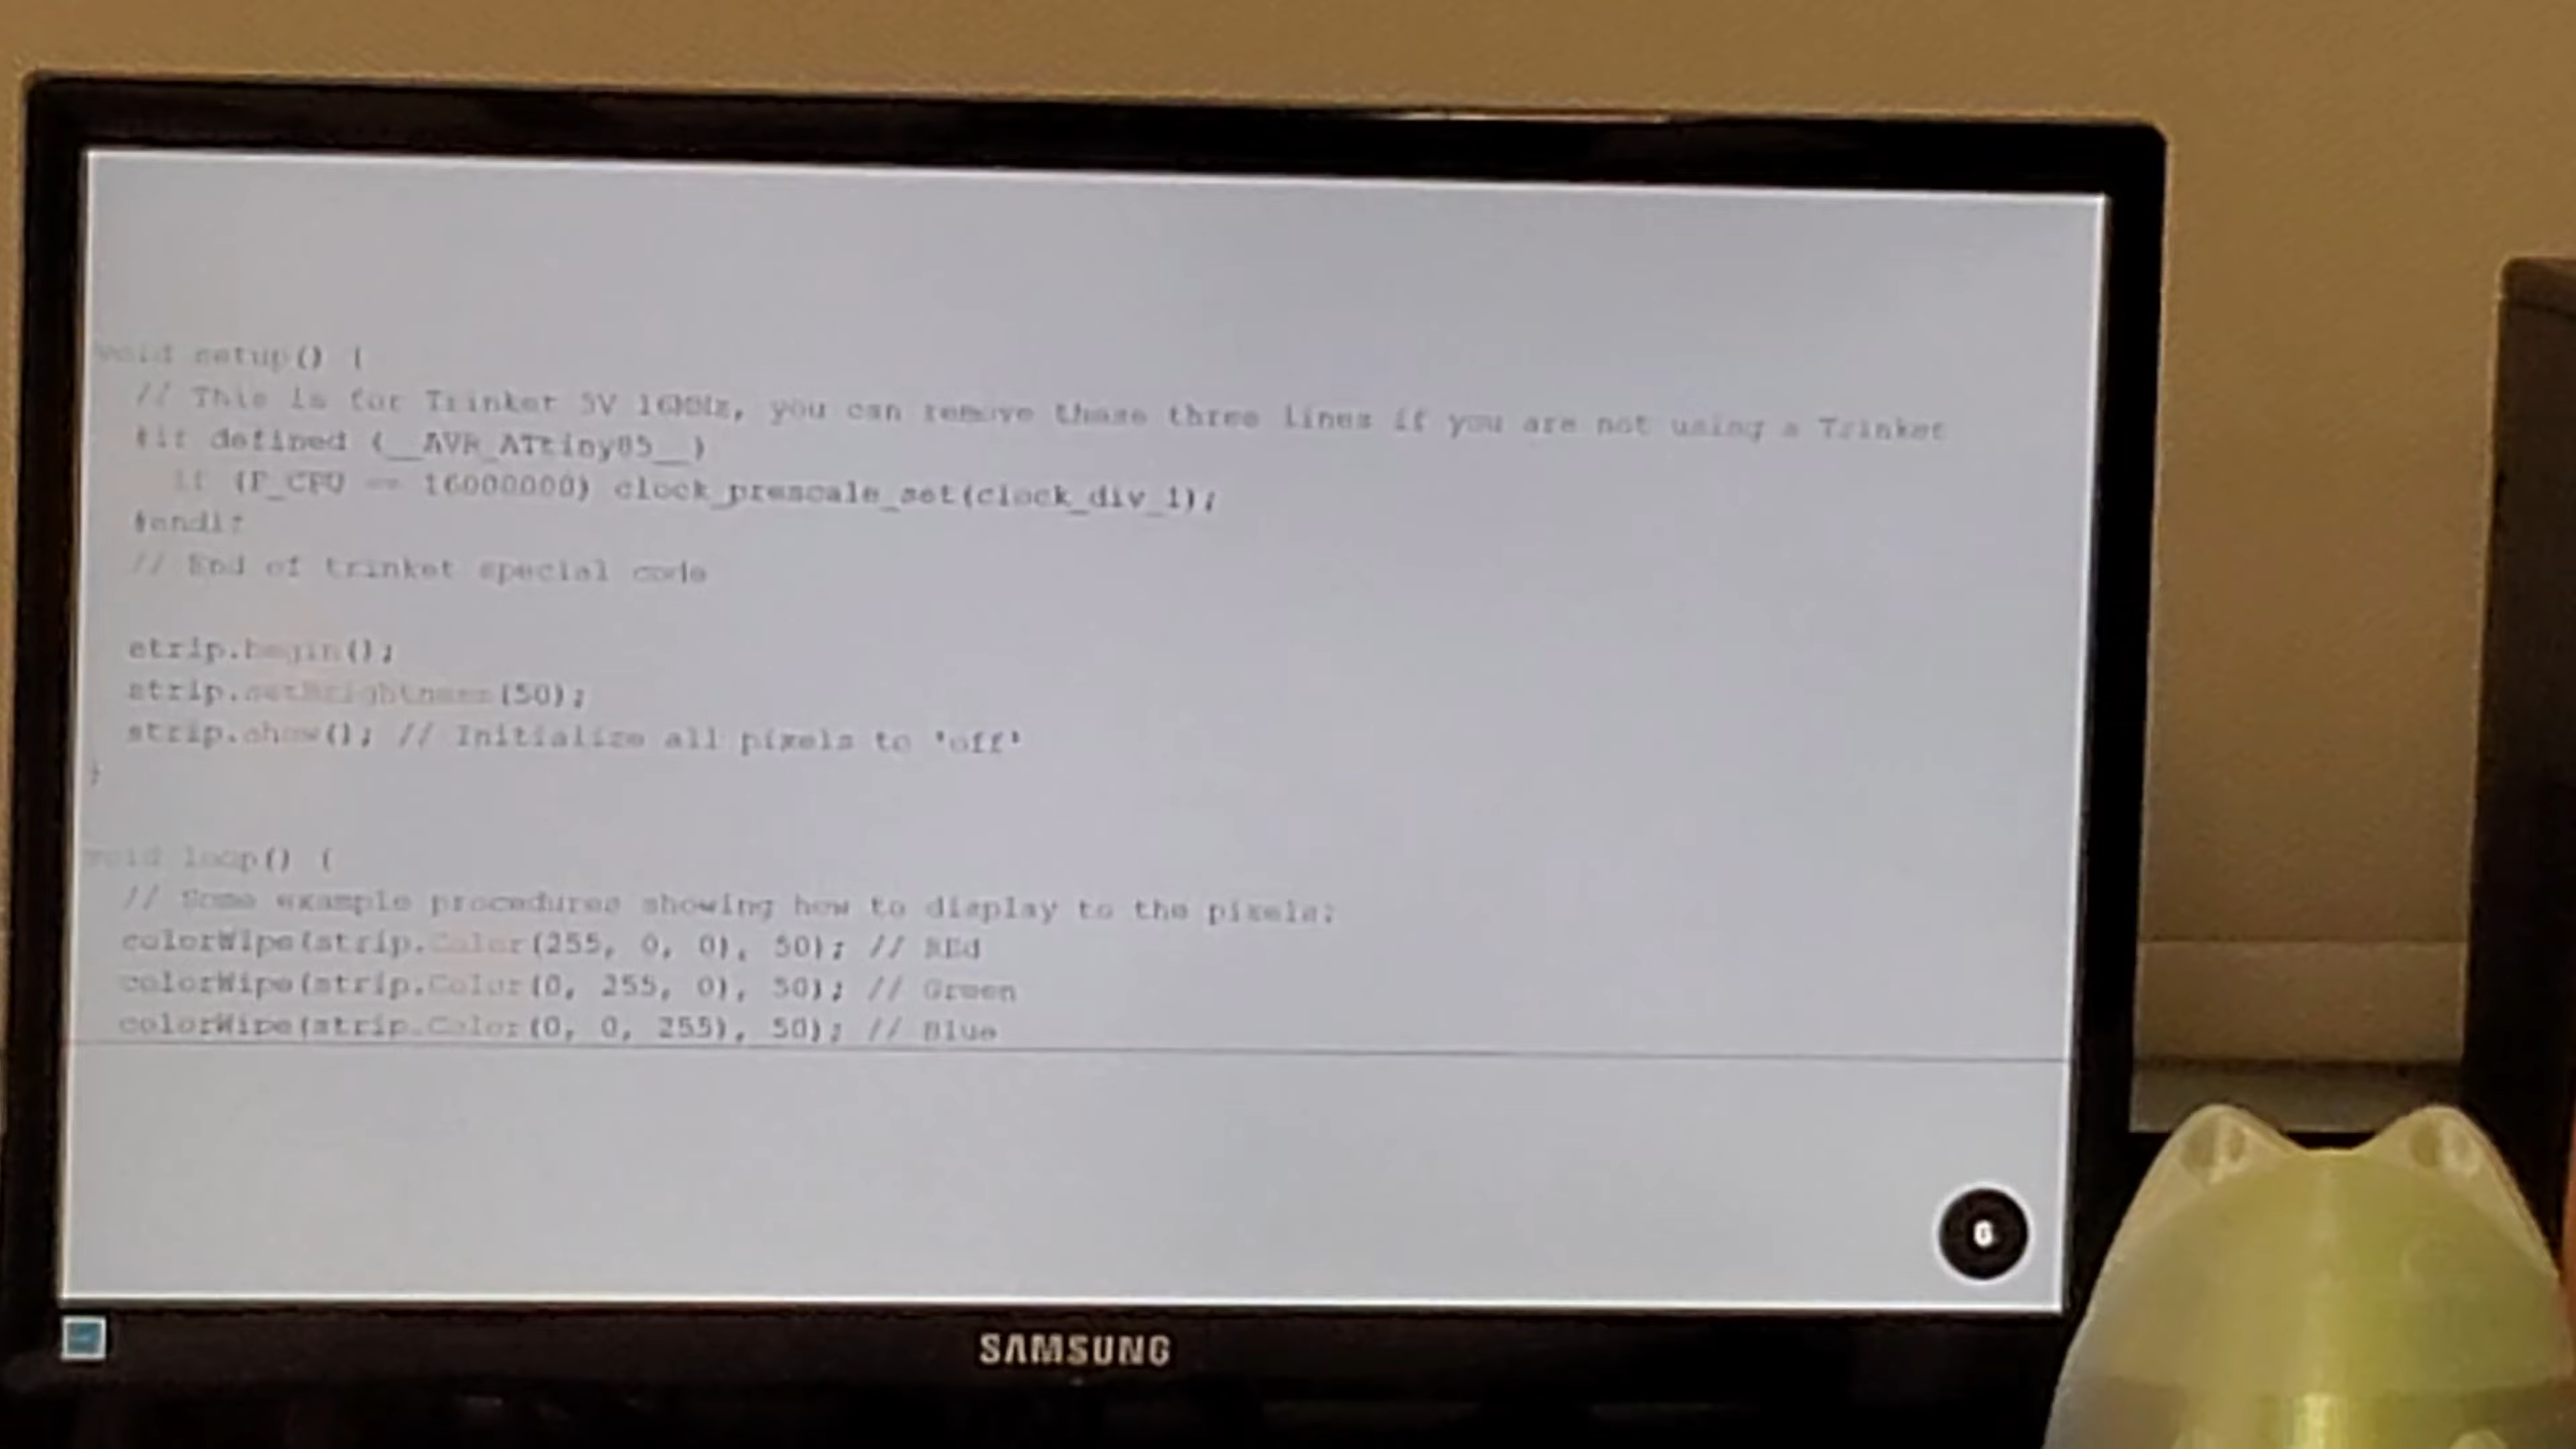 void setup() {
// This is for Trinket 5V 16MHz, you can remove these three lines if you are not using a Trinket
#if defined (__AVR_ATtiny85__)
if (F_CPU == 16000000) clock_prescale_set(clock_div_1);
#endif
// End of trinket special code
strip.begin();
strip.setBrightness(50);
strip.show(); // Initialize all pixels to 'off'
}
void loop() {
// Some example procedures showing how to display to the pixels:
colorWipe(strip.Color(255, 0, 0), 50); // REd
colorWipe(strip.Color(0, 255, 0), 50); // Green
colorWipe(strip.Color(0, 0, 255), 50); // Blue
6
SAMSUNG